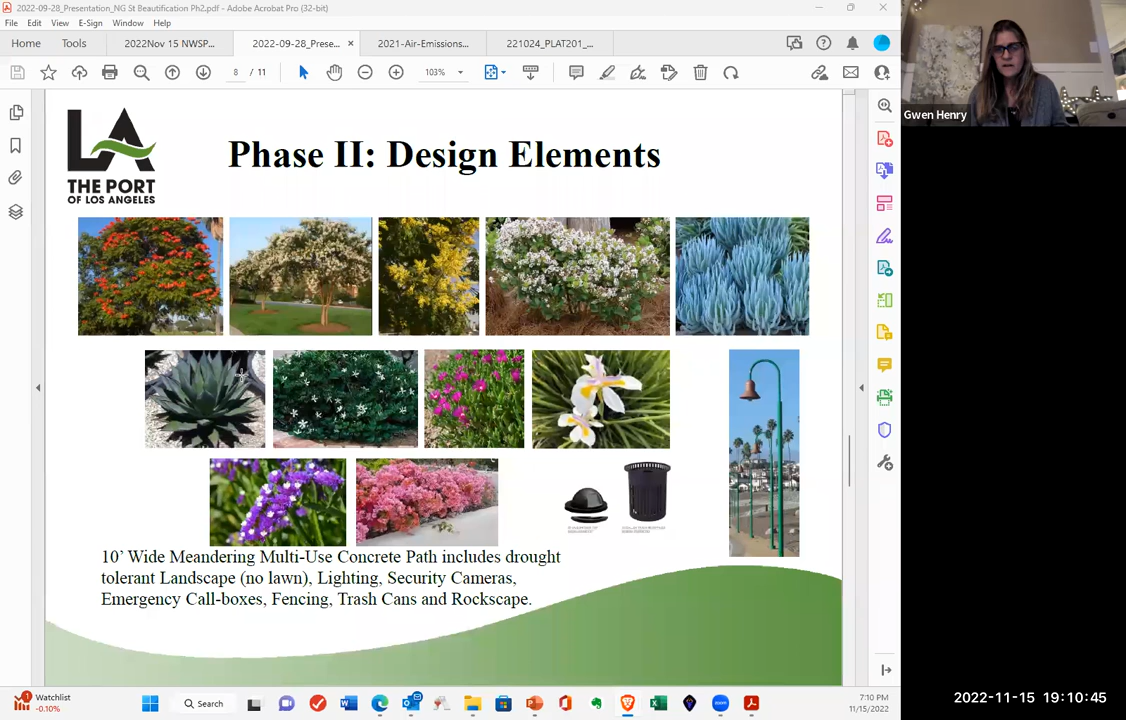 2022-09-28_Presentation_NG St Beautification Ph2.pdf - Adobe Acrobat Pro (32-bit)
File Edit View E-Sign Window Help
Home Tools 2022Nov 15 NWSP... 2022-09-28_Prese... × 2021-Air-Emissions... 221024_PLAT201_...
8 / 11 103%
Gwen Henry
LA
THE PORT
OF LOS ANGELES
Phase II: Design Elements
10’ Wide Meandering Multi-Use Concrete Path includes drought
tolerant Landscape (no lawn), Lighting, Security Cameras,
Emergency Call-boxes, Fencing, Trash Cans and Rockscape.
1
Watchlist
-0.10%
Search
zoom
7:10 PM
11/15/2022
2022-11-15 19:10:45